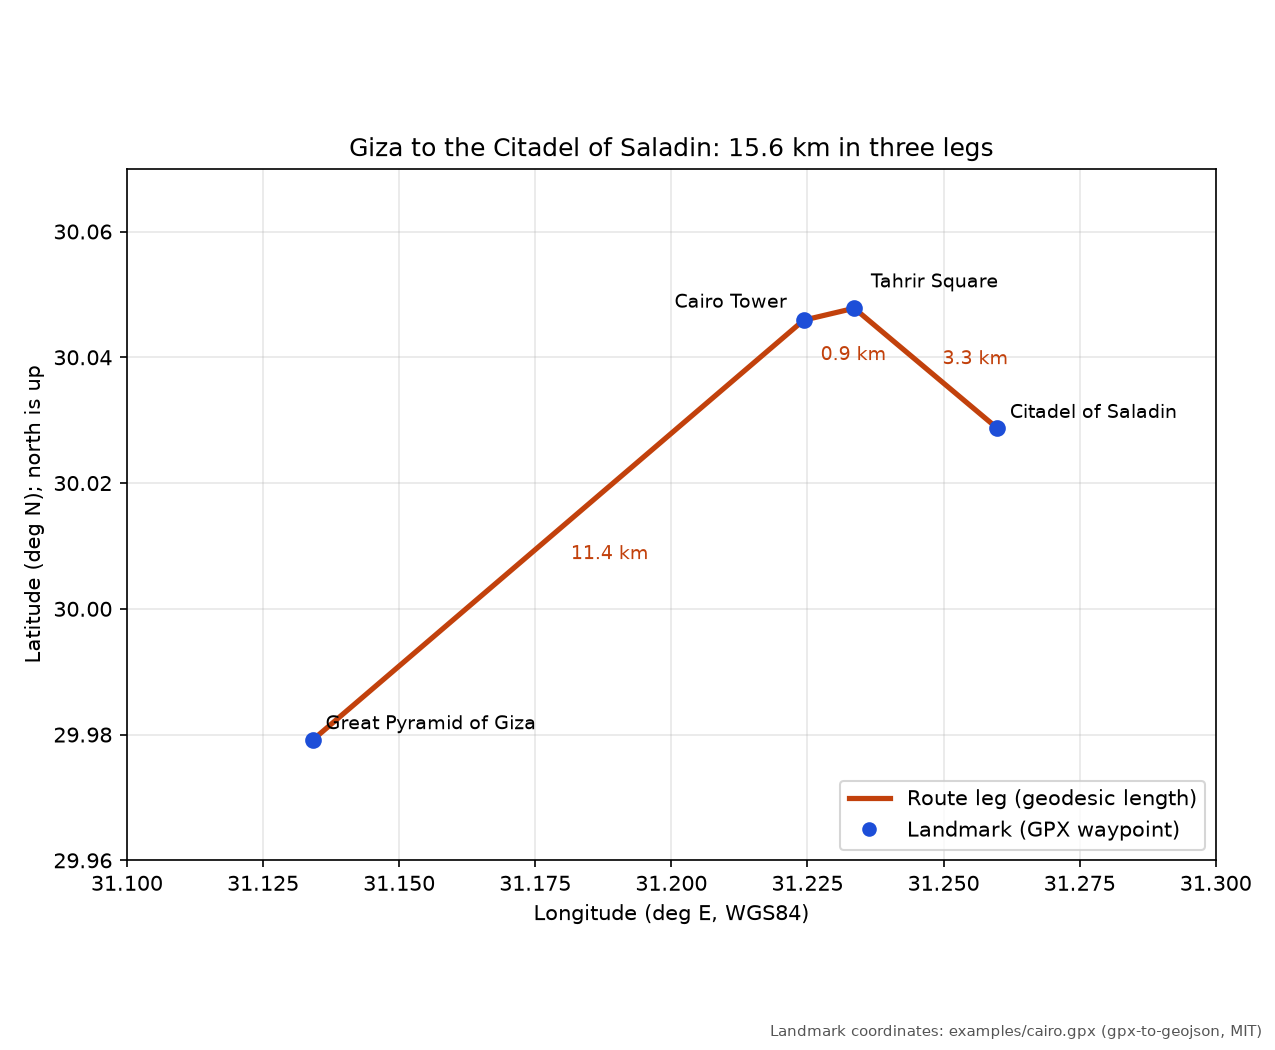 Giza to the Citadel of Saladin: 15.6 km in three legs
Latitude (deg N); north is up
30.06
30.04
30.02
30.00
29.98
29.96
Tahrir Square
Cairo Tower
0.9 km
3.3 km
Citadel of Saladin
11.4 km
Great Pyramid of Giza
Route leg (geodesic length)
Landmark (GPX waypoint)
31.100 31.125 31.150 31.175 31.200 31.225 31.250 31.275 31.300
Longitude (deg E, WGS84)
Landmark coordinates: examples/cairo.gpx (gpx-to-geojson, MIT)